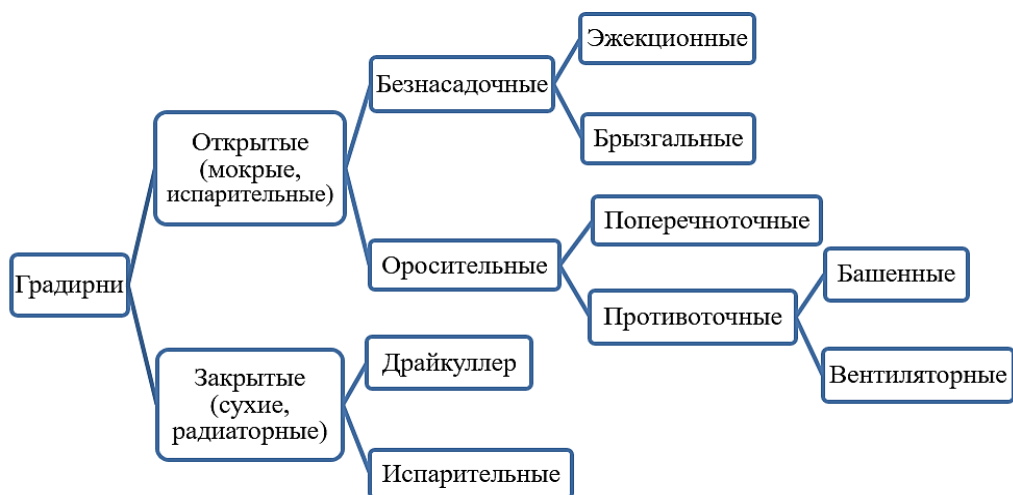 Эжекционные
Безнасадочные
Открытые
(мокрые,
испарительные)
Брызгальные
Поперечноточные
Оросительные
Башенные
Градирни
Противоточные
Драйкуллер
Закрытые
(сухие,
радиаторные)
Вентиляторные
Испарительные